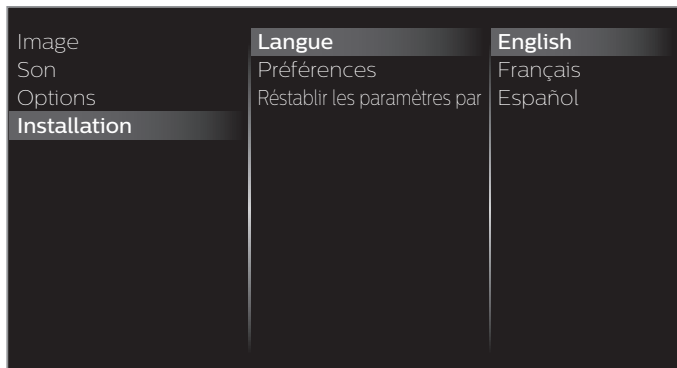 Image
Son
Options
Installation
Langue
Préférences
Réstablir les paramètres par
English
Français
Español